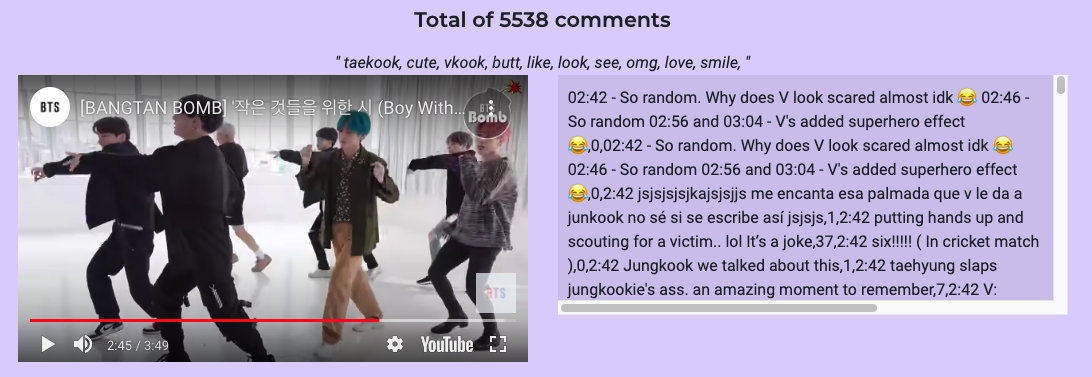 Total of 5538 comments
" taekook, cute, vkook, butt, like, look, see, omg, love, smile, "
BTS
[BANGTAN BOMB] '작은 것들을 위한 시 (Boy With...
BTS
Bomb
02:42 - So random. Why does V look scared almost idk 😂 02:46 -
So random 02:56 and 03:04 - V's added superhero effect
😂,0,02:42 - So random. Why does V look scared almost idk 😂
02:46 - So random 02:56 and 03:04 - V's added superhero effect
😂,0,2:42 jsjsjsjsjkajsjsjjs me encanta esa palmada que v le da a
junkook no sé si se escribe así jsjsjs,1,2:42 putting hands up and
scouting for a victim.. lol It’s a joke,37,2:42 six!!!!! ( In cricket match
),0,2:42 Jungkook we talked about this,1,2:42 taehyung slaps
jungkookie's ass. an amazing moment to remember,7,2:42 V:
BTS
2:45 / 3:49
YouTube